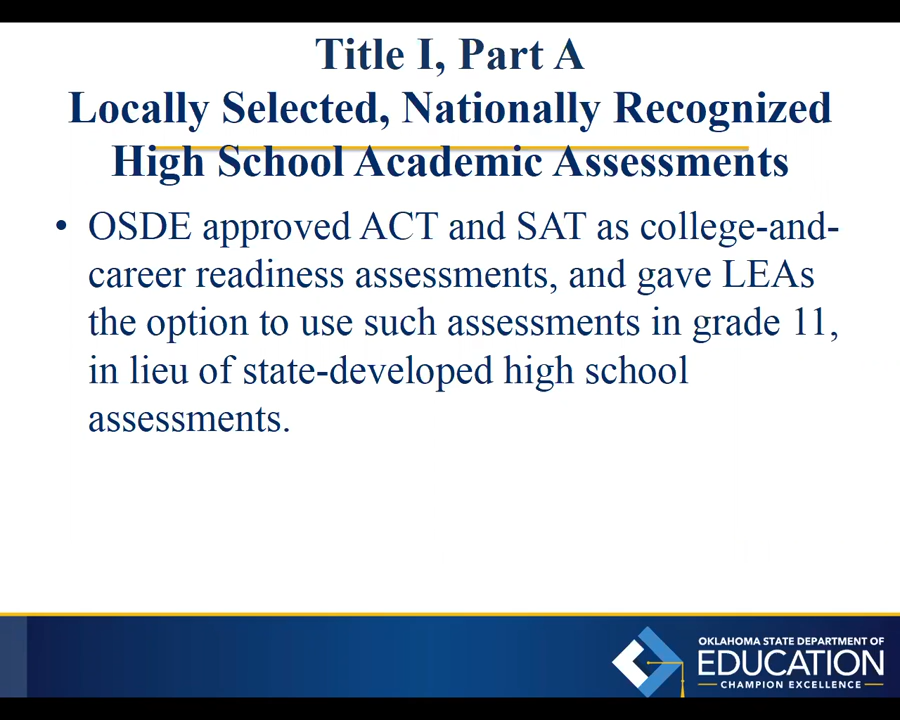 Title I, Part A
Locally Selected, Nationally Recognized
High School Academic Assessments
• OSDE approved ACT and SAT as college-and-
career readiness assessments, and gave LEAs
the option to use such assessments in grade 11,
in lieu of state-developed high school
assessments.
OKLAHOMA STATE DEPARTMENT OF
EDUCATION
CHAMPION EXCELLENCE